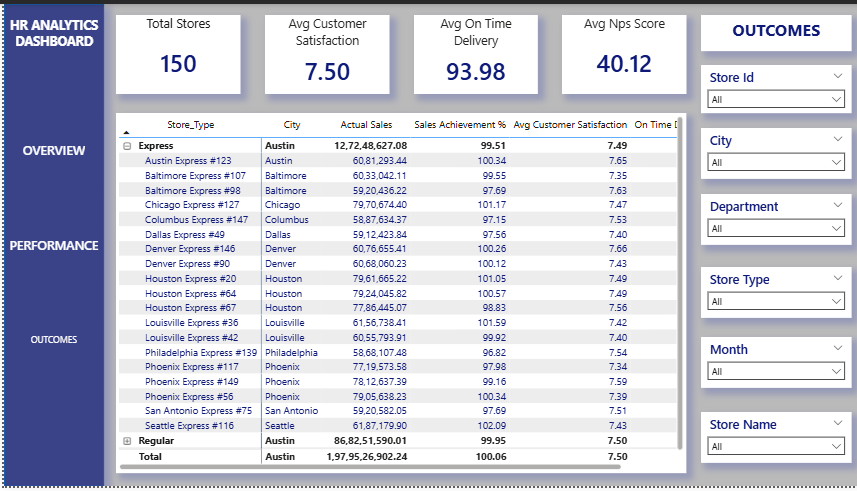 HR ANALYTICS
DASHBOARD
OVERVIEW
PERFORMANCE
OUTCOMES
Total Stores
150
Avg Customer
Satisfaction
7.50
Avg On Time
Delivery
93.98
Avg Nps Score
40.12
OUTCOMES
Store_Type City Actual Sales Sales Achievement % Avg Customer Satisfaction On Time D
Express Austin 12,72,48,627.08 99.51 7.49
Austin Express #123 Austin 60,81,293.44 100.34 7.65
Baltimore Express #107 Baltimore 60,33,042.11 99.55 7.35
Baltimore Express #98 Baltimore 59,20,436.22 97.69 7.63
Chicago Express #127 Chicago 79,70,674.40 101.17 7.47
Columbus Express #147 Columbus 58,87,634.37 97.15 7.53
Dallas Express #49 Dallas 59,12,423.84 97.56 7.40
Denver Express #146 Denver 60,76,655.41 100.26 7.66
Denver Express #90 Denver 60,68,060.23 100.12 7.43
Houston Express #20 Houston 79,61,665.22 101.05 7.49
Houston Express #64 Houston 79,24,045.82 100.57 7.49
Houston Express #67 Houston 77,86,445.07 98.83 7.56
Louisville Express #36 Louisville 61,56,738.41 101.59 7.42
Louisville Express #42 Louisville 60,55,793.91 99.92 7.40
Philadelphia Express #139 Philadelphia 58,68,107.48 96.82 7.54
Phoenix Express #117 Phoenix 77,19,573.58 97.98 7.34
Phoenix Express #149 Phoenix 78,12,637.39 99.16 7.59
Phoenix Express #56 Phoenix 79,05,638.23 100.34 7.39
San Antonio Express #75 San Antonio 59,20,582.05 97.69 7.51
Seattle Express #116 Seattle 61,87,179.90 102.09 7.43
Regular Austin 86,82,51,590.01 99.95 7.50
Total Austin 1,97,95,26,902.24 100.06 7.50
Store Id
All
City
All
Department
All
Store Type
All
Month
All
Store Name
All